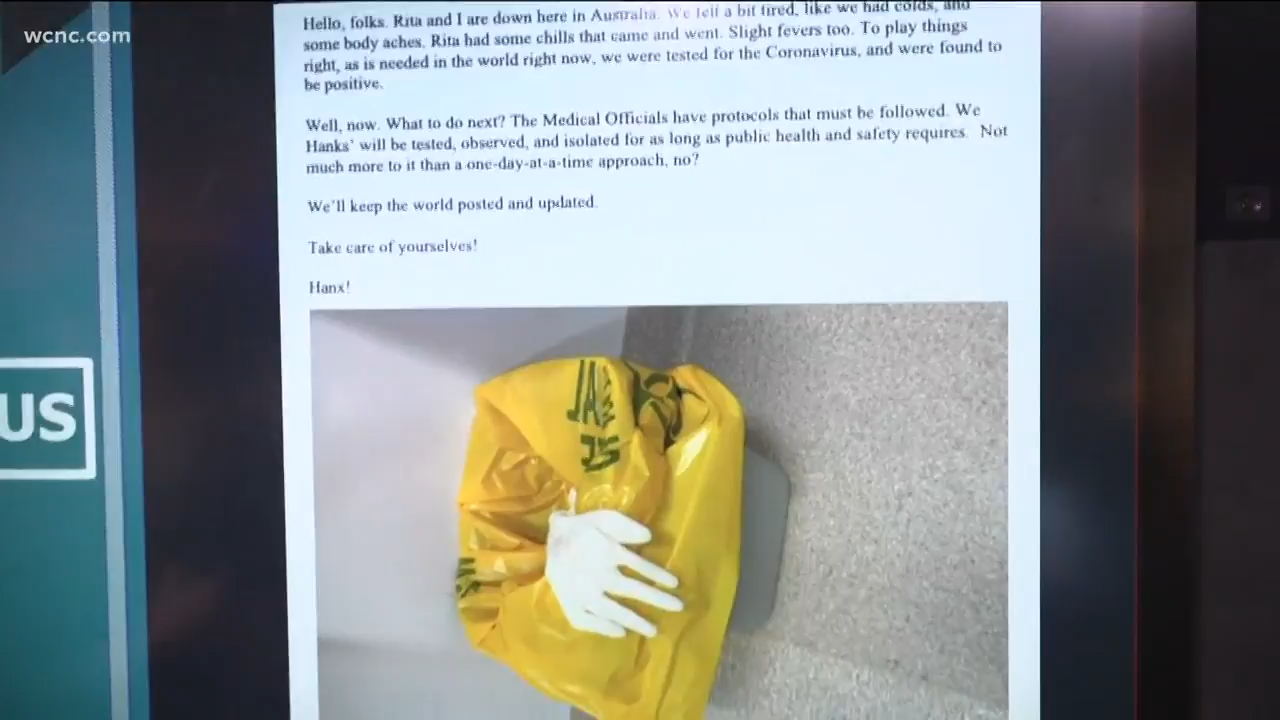 wcnc.com
Hello, folks. Rita and I are down here in Australia. We felt a bit tired, like we had colds, and
some body aches. Rita had some chills that came and went. Slight fevers too. To play things
right, as is needed in the world right now, we were tested for the Coronavirus, and were found to
be positive.
Well, now. What to do next? The Medical Officials have protocols that must be followed. We
Hanks' will be tested, observed, and isolated for as long as public health and safety requires. Not
much more to it than a one-day-at-a-time approach, no?
We'll keep the world posted and updated.
Take care of yourselves!
Hanx!
US